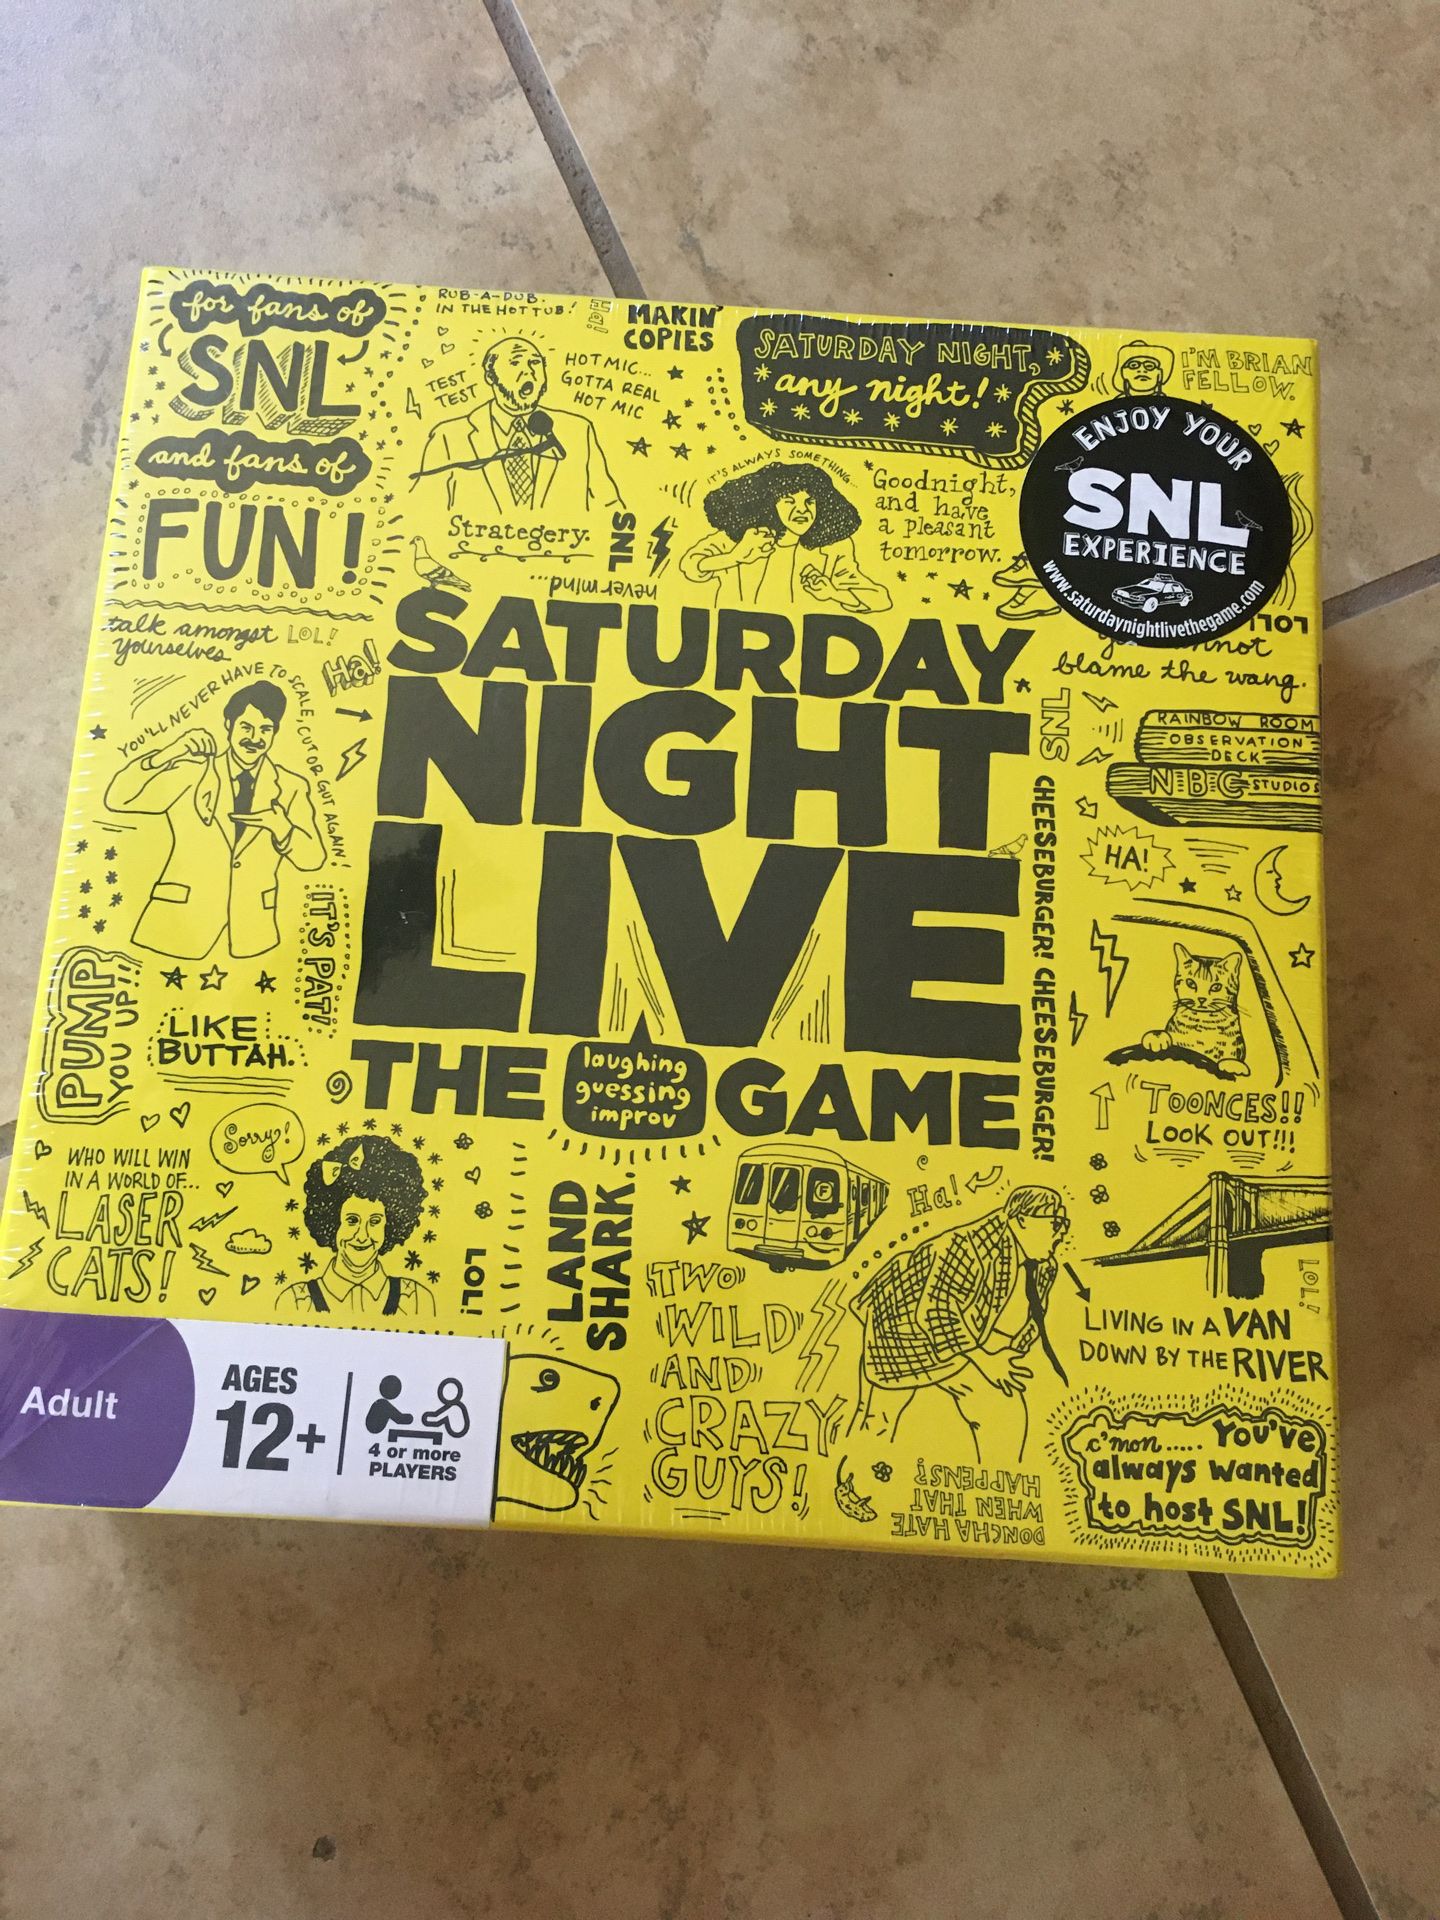 for fans of
SNL
and fans of
FUN!
RUB-A-DUB.
IN THE HOT TUB!
Ha!
MAKIN'
COPIES
SATURDAY NIGHT,
any night!
I'M BRIAN
FELLOW.
TEST
TEST
HOT MIC...
GOTTA REAL
HOT MIC
Strategery.
SNL
nevermind...
IT'S ALWAYS SOMETHING...
Goodnight,
and have
a pleasant
tomorrow.
ENJOY YOUR
SNL
EXPERIENCE
www.saturdaynightlivethegame.com
LOL!
blame the wang.
talk amongst
yourselves
LOL!
Ha!
YOU'LL NEVER HAVE TO SCALE, CUT OR GUT AGAIN!
SATURDAY
NIGHT
LIVE
THE
laughing
guessing
improv
GAME
SNL
CHEESEBURGER! CHEESEBURGER!
RAINBOW ROOM
OBSERVATION
DECK
NBC STUDIOS
HA!
TOONCES!!
LOOK OUT!!!
IT'S PAT!
PUMP
YOU UP!!
LIKE
BUTTAH.
Sorry!
WHO WILL WIN
IN A WORLD OF...
LASER
CATS!
LOL!
LAND
SHARK.
F
Ha!
TWO
WILD
AND
CRAZY
GUYS!
LOL!
LIVING IN A VAN
DOWN BY THE RIVER
DONCHA HATE
WHEN THAT
HAPPENS?
c'mon..... You've
always wanted
to host SNL!
Adult
AGES
12+
4 or more
PLAYERS